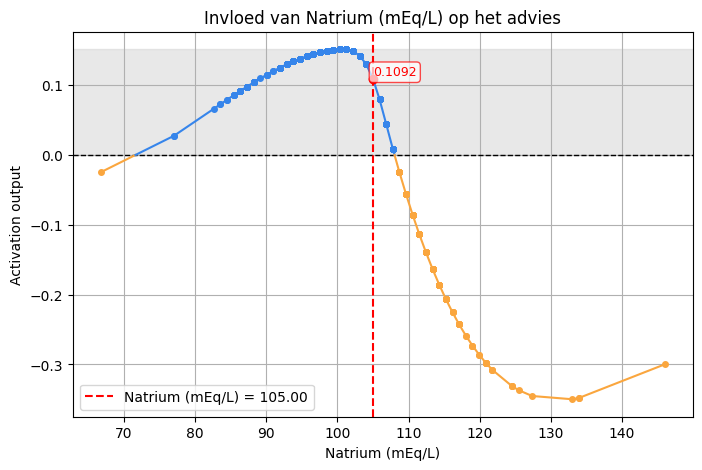 Invloed van Natrium (mEq/L) op het advies
Activation output
0.1
0.0
−0.1
−0.2
−0.3
0.1092
Natrium (mEq/L) = 105.00
70 80 90 100 110 120 130 140
Natrium (mEq/L)